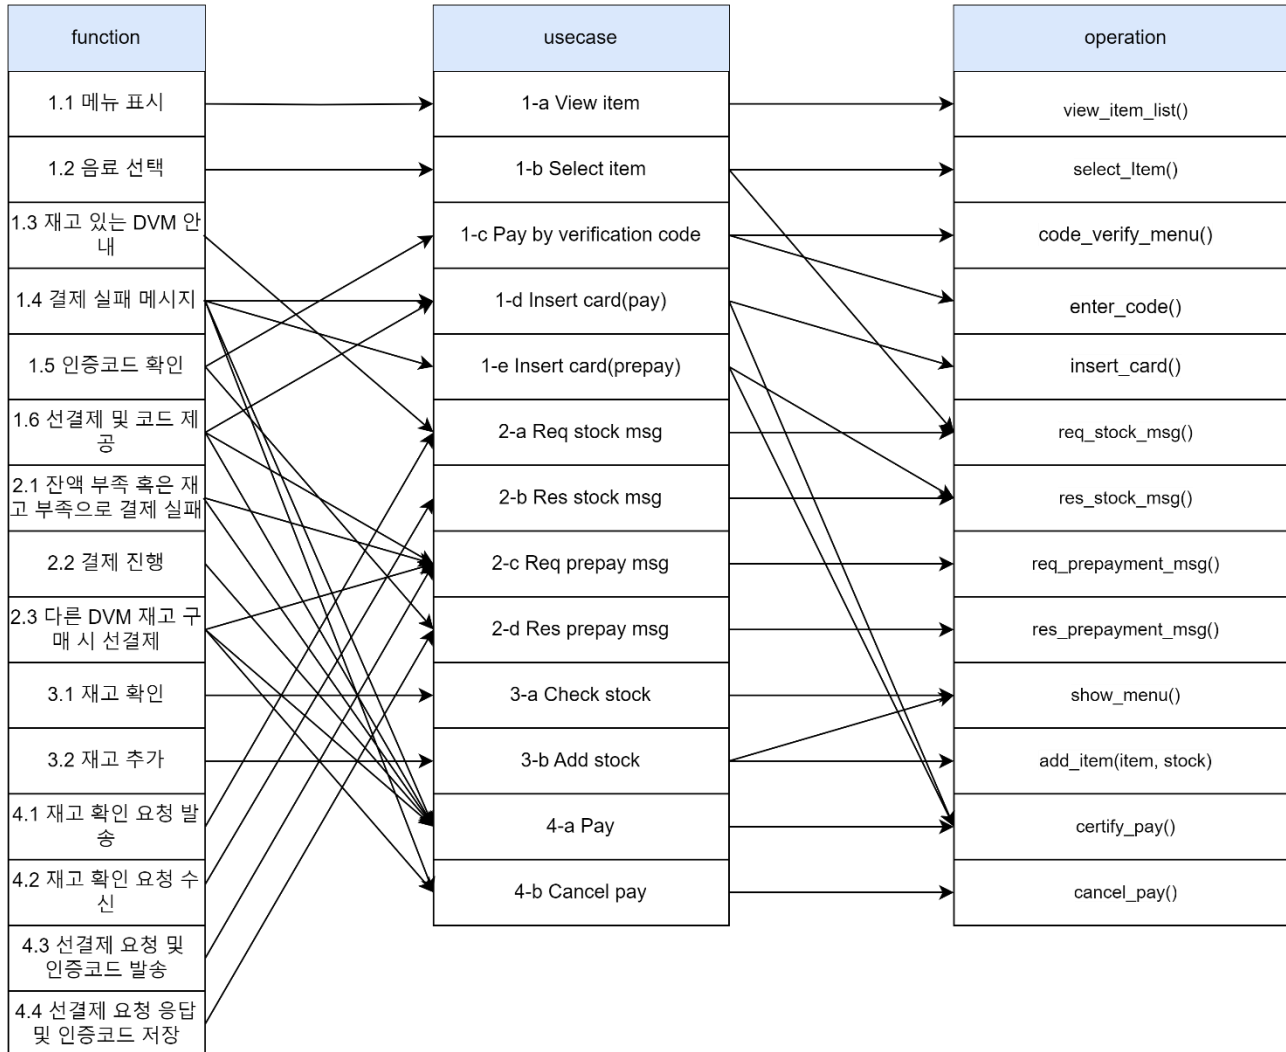 function
usecase
operation
1.1 메뉴 표시
1-a View item
view_item_list()
1.2 음료 선택
1-b Select item
select_Item()
1.3 재고 있는 DVM 안
내
1-c Pay by verification code
code_verify_menu()
1.4 결제 실패 메시지
1-d Insert card(pay)
enter_code()
1.5 인증코드 확인
1-e Insert card(prepay)
insert_card()
1.6 선결제 및 코드 제
공
2-a Req stock msg
req_stock_msg()
2.1 잔액 부족 혹은 재
고 부족으로 결제 실패
2-b Res stock msg
res_stock_msg()
2.2 결제 진행
2-c Req prepay msg
req_prepayment_msg()
2.3 다른 DVM 재고 구
매 시 선결제
2-d Res prepay msg
res_prepayment_msg()
3.1 재고 확인
3-a Check stock
show_menu()
3.2 재고 추가
3-b Add stock
add_item(item, stock)
4.1 재고 확인 요청 발
송
4-a Pay
certify_pay()
4.2 재고 확인 요청 수
신
4-b Cancel pay
cancel_pay()
4.3 선결제 요청 및
인증코드 발송
4.4 선결제 요청 응답
및 인증코드 저장